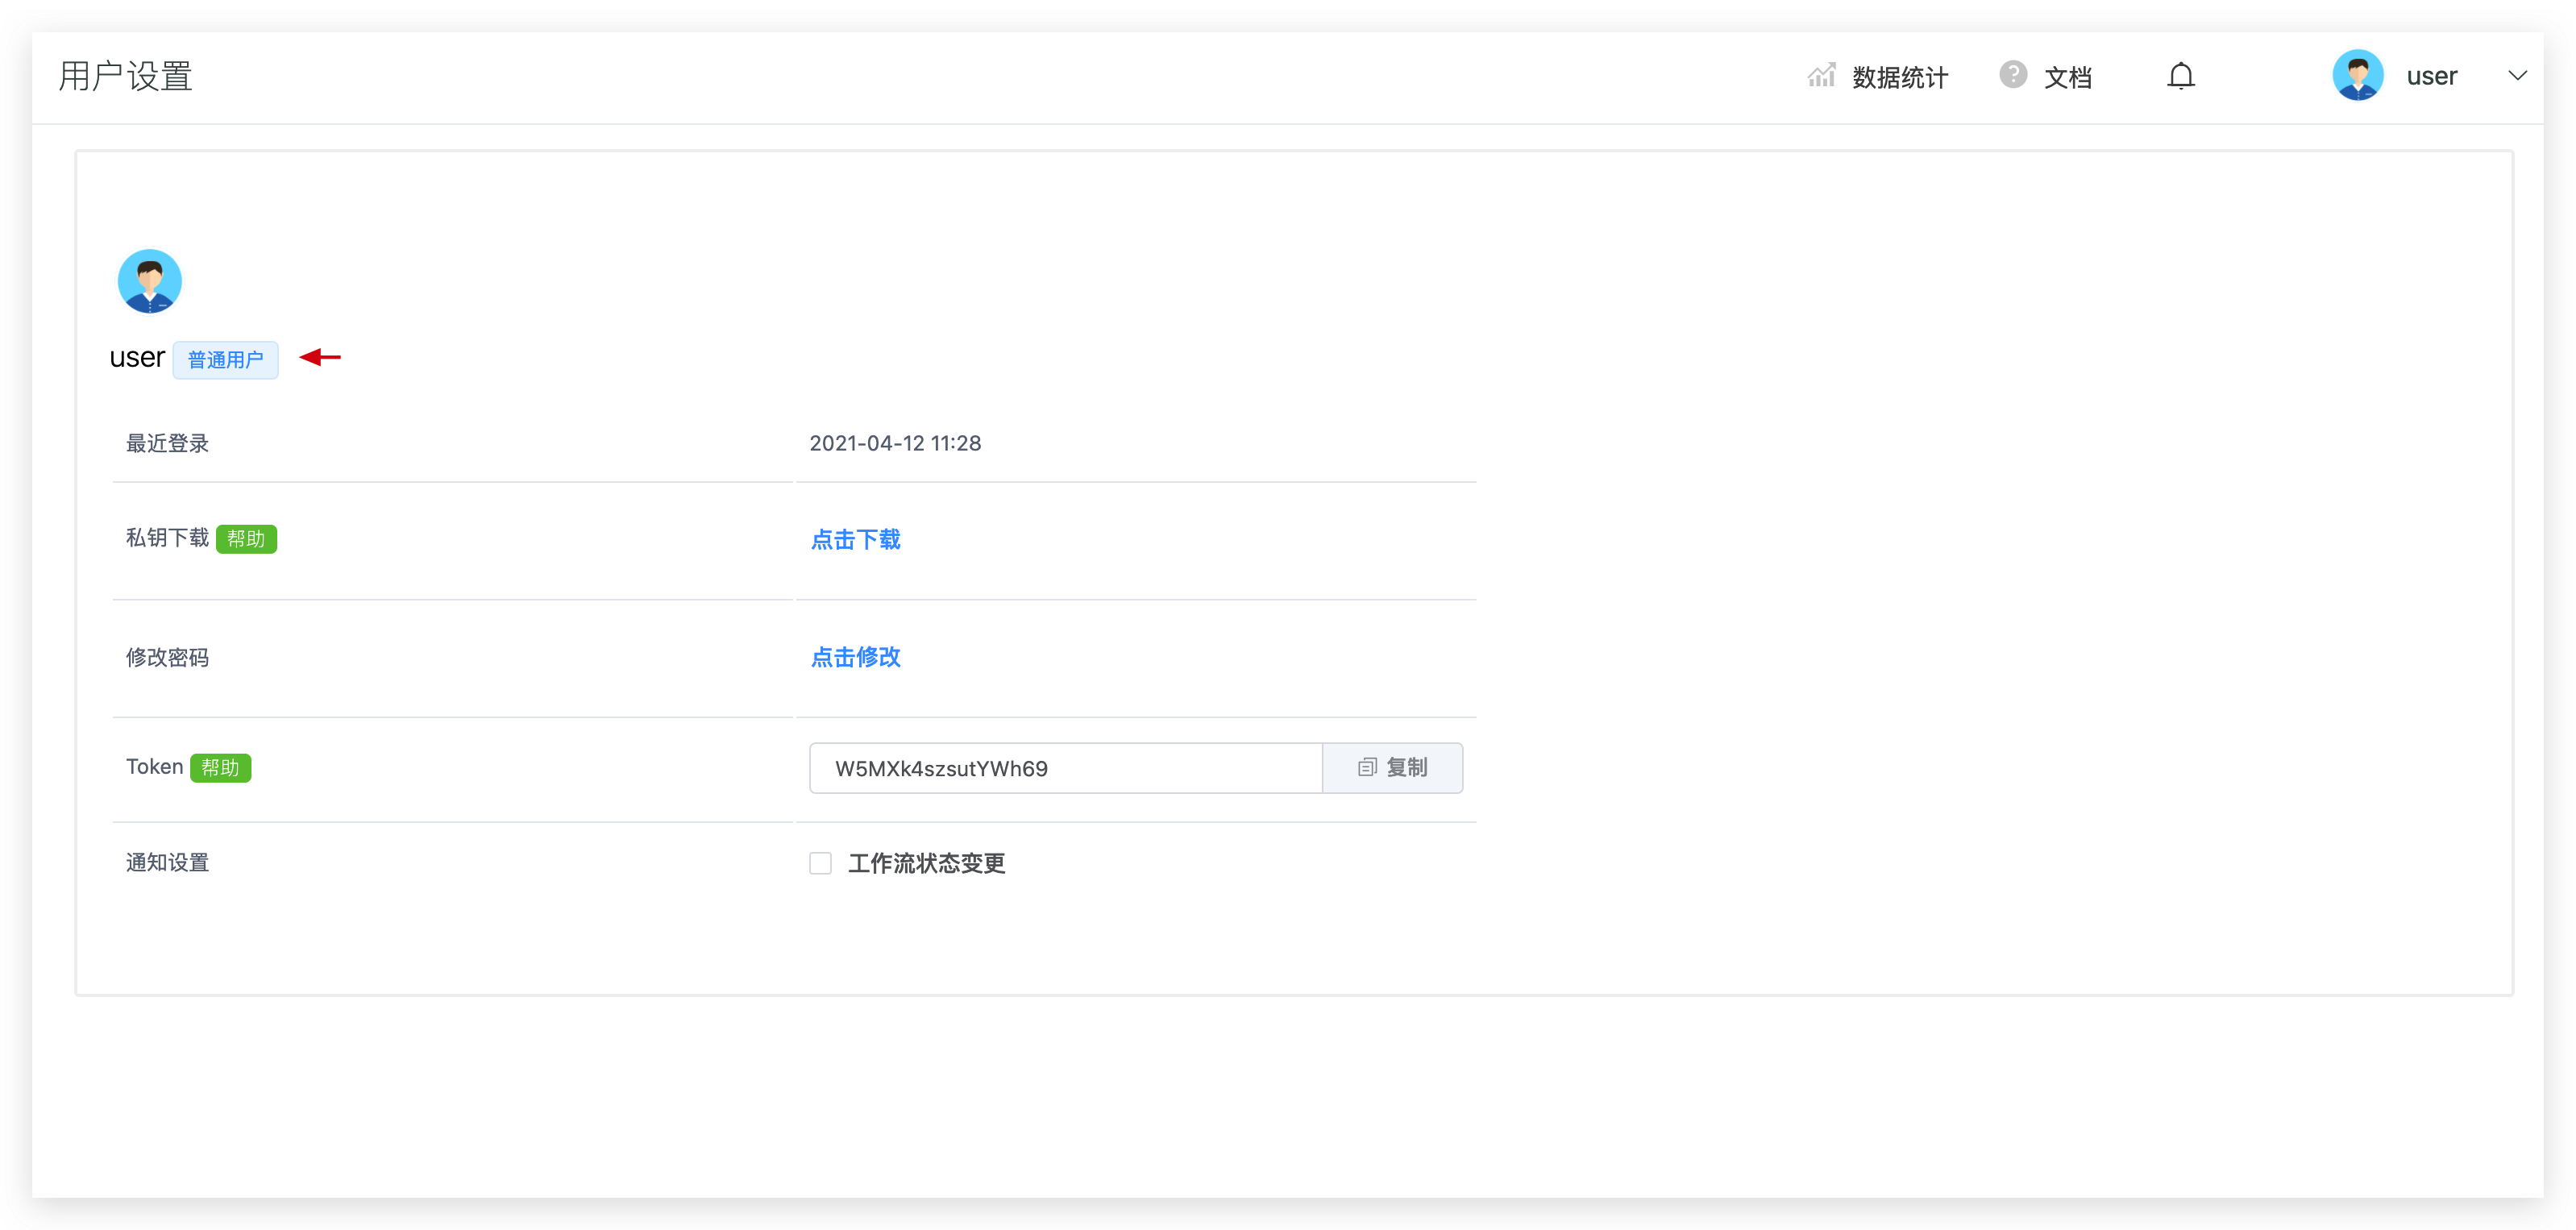 用户设置
数据统计
文档
user
user 普通用户
最近登录 2021-04-12 11:28
私钥下载 帮助 点击下载
修改密码 点击修改
Token 帮助 W5MXk4szsutYWh69 复制
通知设置 工作流状态变更